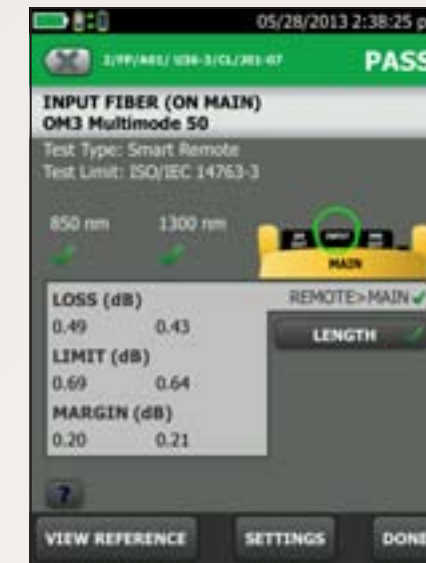 05/28/2013 2:38:25 p
PASS
INPUT FIBER (ON MAIN)
OM3 Multimode 50
Test Type: Smart Remote
Test Limit: ISO/IEC 14763-3
850 nm 1300 nm
INPUT
MAIN
LOSS (dB)
0.49 0.43
LIMIT (dB)
0.69 0.64
MARGIN (dB)
0.20 0.21
REMOTE>MAIN
LENGTH
?
VIEW REFERENCE SETTINGS DONE